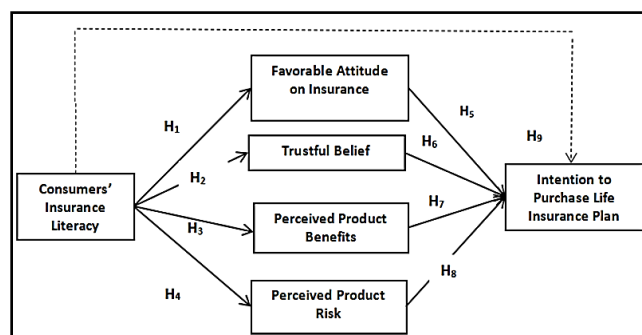 Favorable Attitude
on Insurance
H1
H5
H9
H6
Trustful Belief
H2
Consumers'
Insurance
Literacy
Intention to
Purchase Life
Insurance Plan
H3
Perceived Product
Benefits
H7
H4
Perceived Product
Risk
H8